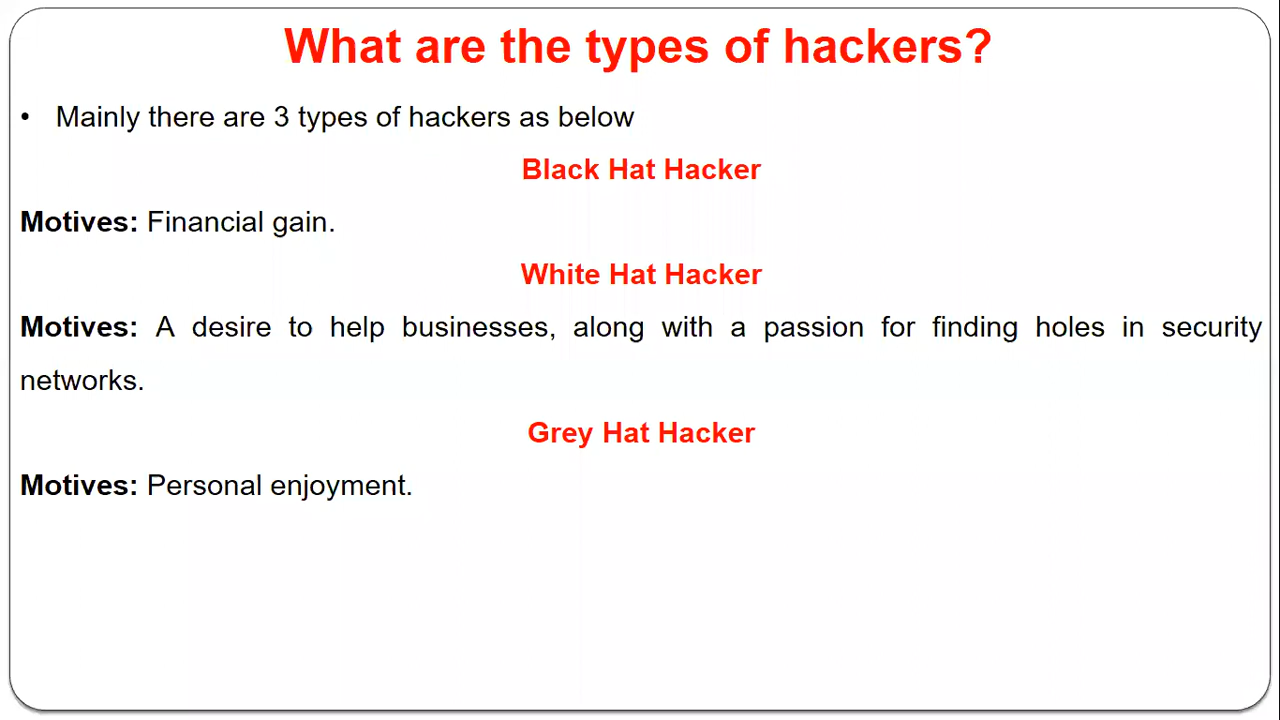 What are the types of hackers?
• Mainly there are 3 types of hackers as below
Black Hat Hacker
Motives: Financial gain.
White Hat Hacker
Motives: A desire to help businesses, along with a passion for finding holes in security
networks.
Grey Hat Hacker
Motives: Personal enjoyment.